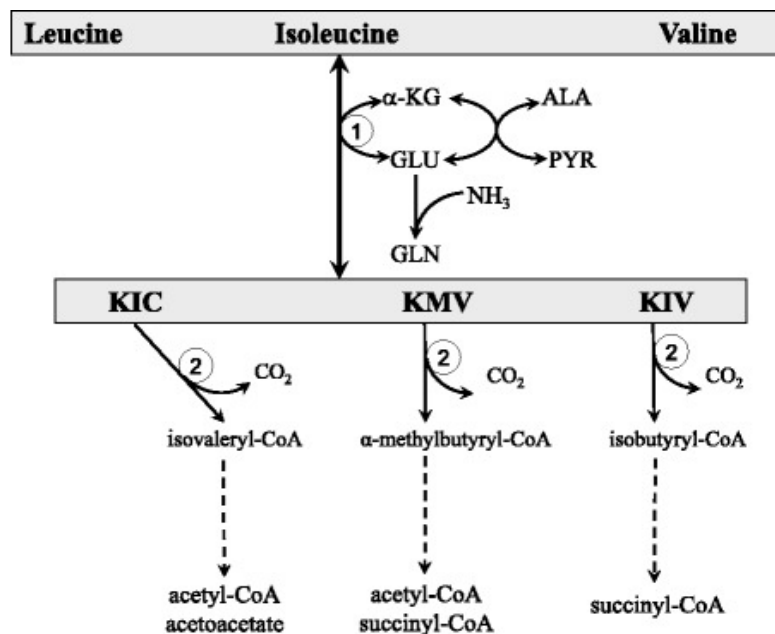 Leucine Isoleucine Valine
α-KG ALA
1
GLU PYR
NH3
GLN
KIC KMV KIV
2 CO2 2 CO2 2 CO2
isovaleryl-CoA α-methylbutyryl-CoA isobutyryl-CoA
acetyl-CoA acetyl-CoA succinyl-CoA
acetoacetate succinyl-CoA